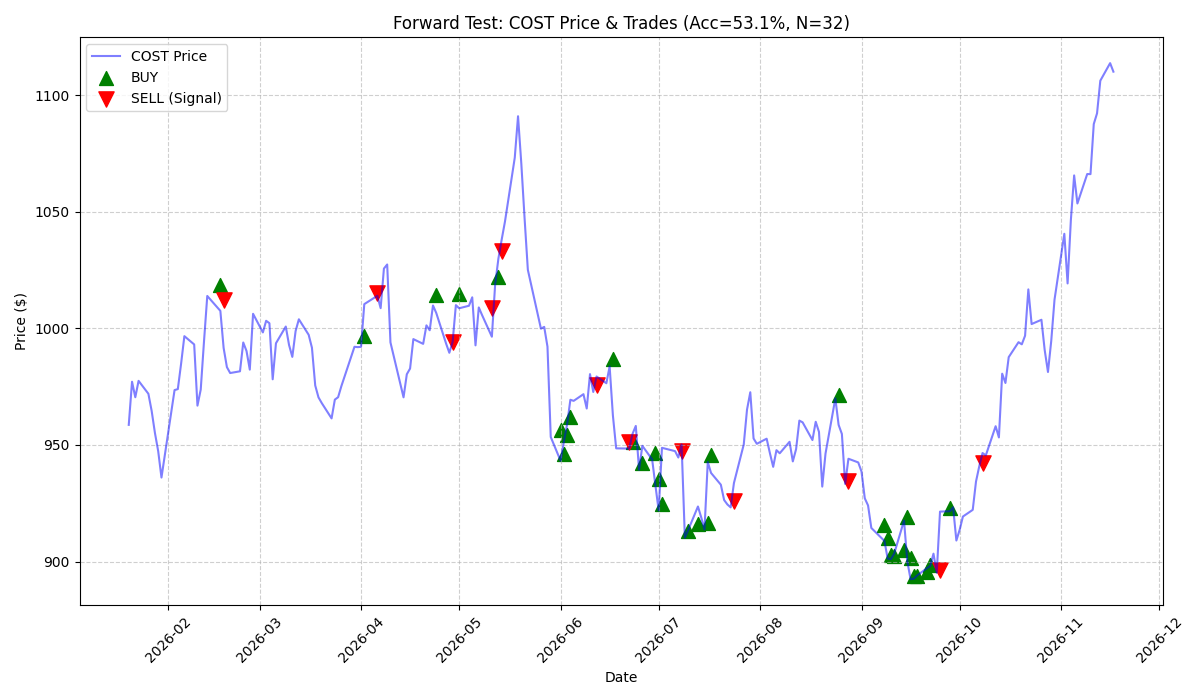 Forward Test: COST Price & Trades (Acc=53.1%, N=32)
COST Price
BUY
SELL (Signal)
Price ($)
1100
1050
1000
950
900
2026-02
2026-03
2026-04
2026-05
2026-06
2026-07
2026-08
2026-09
2026-10
2026-11
2026-12
Date